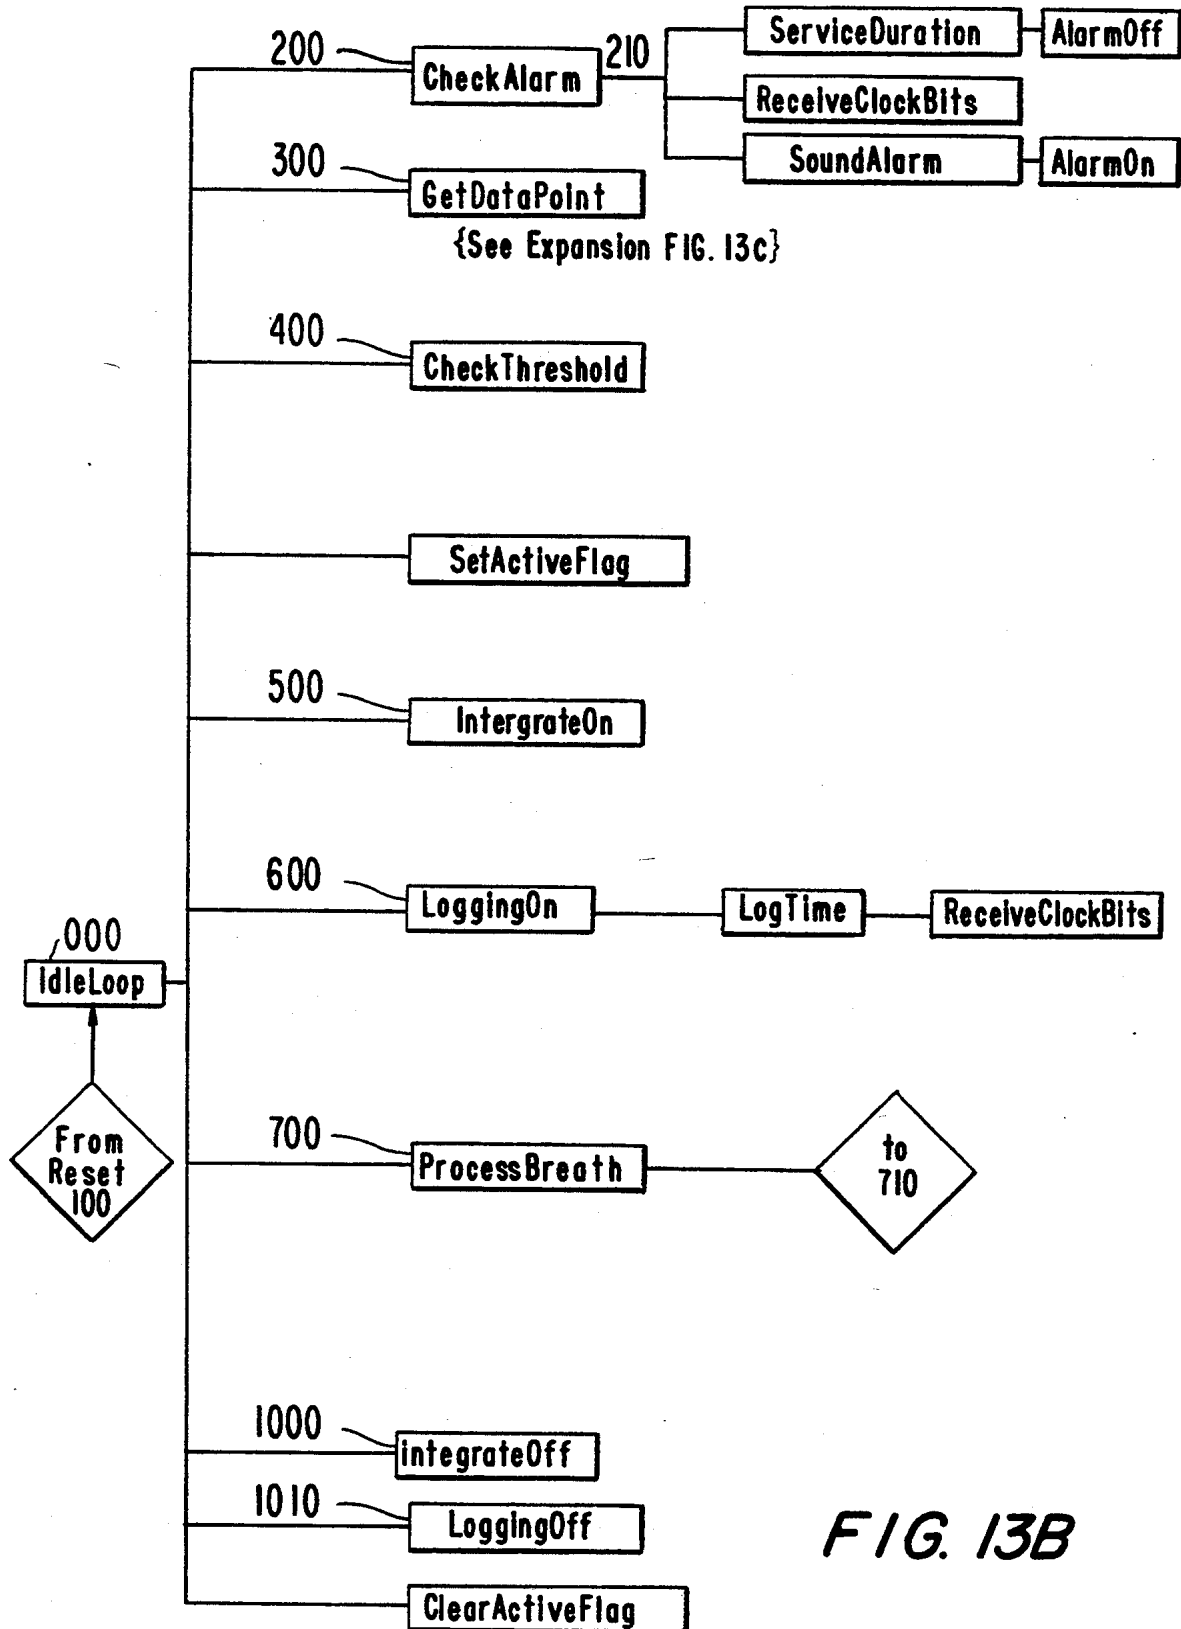 200
CheckAlarm
210
ServiceDuration
AlarmOff
ReceiveClockBits
SoundAlarm
AlarmOn
300
GetDataPoint
{See Expansion FIG. 13c}
400
CheckThreshold
SetActiveFlag
500
IntergrateOn
600
LoggingOn
LogTime
ReceiveClockBits
000
IdleLoop
From
Reset
100
700
ProcessBreath
to
710
1000
integrateOff
1010
LoggingOff
ClearActiveFlag
FIG. 13B